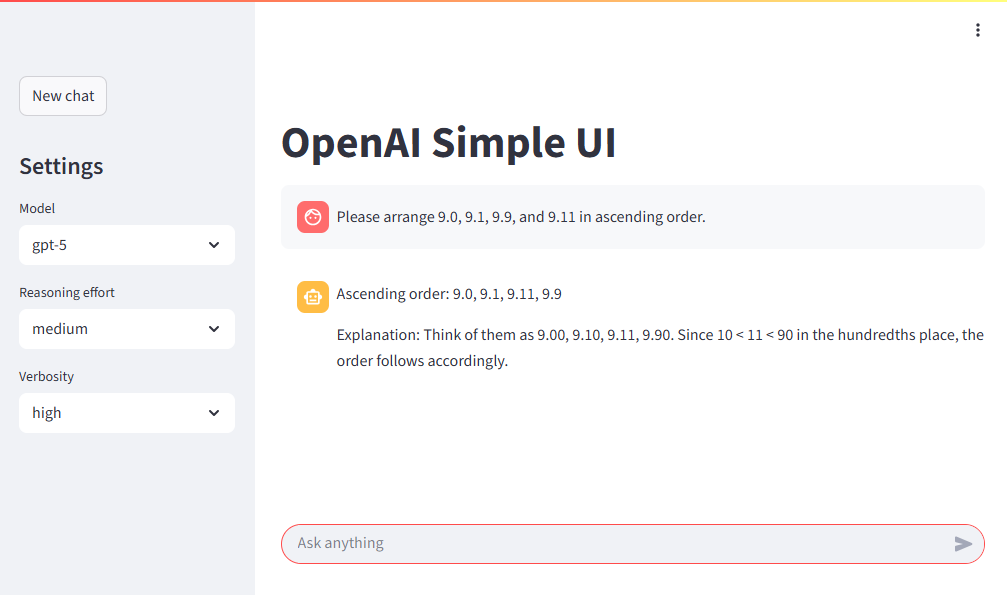 New chat
Settings
Model
gpt-5
Reasoning effort
medium
Verbosity
high
OpenAI Simple UI
Please arrange 9.0, 9.1, 9.9, and 9.11 in ascending order.
Ascending order: 9.0, 9.1, 9.11, 9.9
Explanation: Think of them as 9.00, 9.10, 9.11, 9.90. Since 10 < 11 < 90 in the hundredths place, the
order follows accordingly.
Ask anything